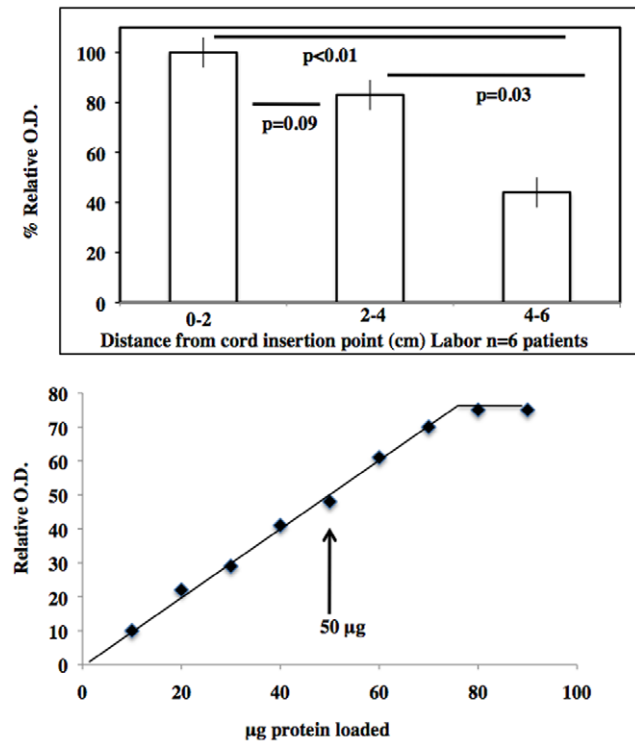 % Relative O.D.
100
80
60
40
20
0
p<0.01
p=0.03
p=0.09
0-2 2-4 4-6
Distance from cord insertion point (cm) Labor n=6 patients
Relative O.D.
80
70
60
50
40
30
20
10
0
50 µg
0 20 40 60 80 100
µg protein loaded